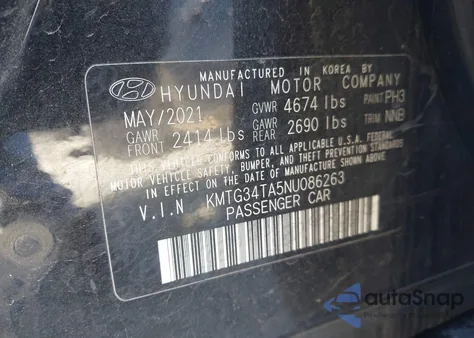 MANUFACTURED IN KOREA BY
HYUNDAI MOTOR COMPANY
MAY/2021 GVWR 4674 lbs PAINT PH3
GAWR FRONT 2414 lbs GAWR REAR 2690 lbs TRIM NNB
THIS VEHICLE CONFORMS TO ALL APPLICABLE U.S.A. FEDERAL
MOTOR VEHICLE SAFETY, BUMPER, AND THEFT PREVENTION STANDARDS
IN EFFECT ON THE DATE OF MANUFACTURE SHOWN ABOVE.
V.I.N KMTG34TA5NU086263
PASSENGER CAR
autoSnap